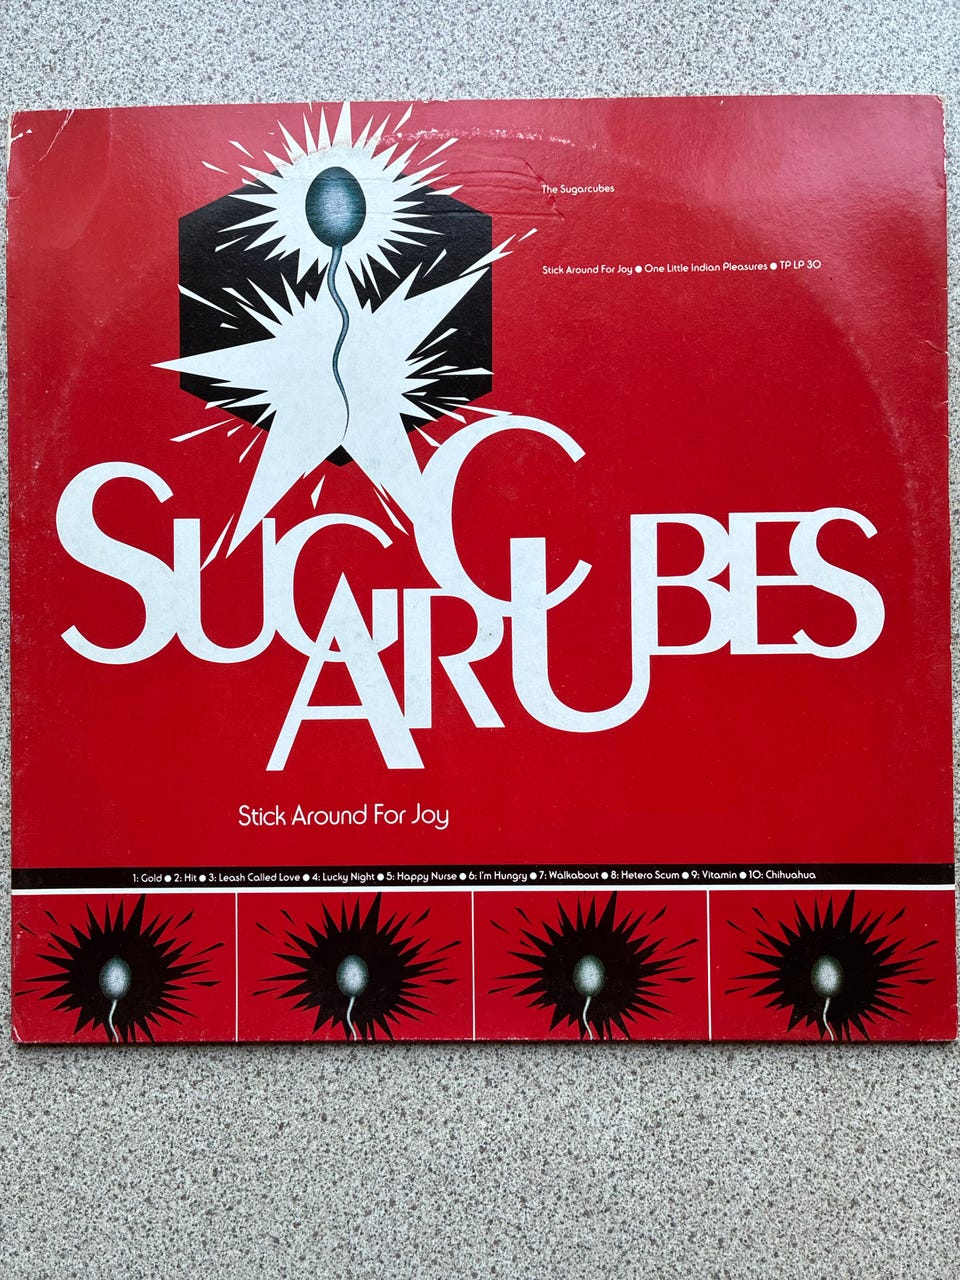 The Sugarcubes
Stick Around For Joy ● One Little Indian Pleasures ● TP LP 30
SUGARCUBES
Stick Around For Joy
1: Gold ● 2: Hit ● 3: Leash Called Love ● 4: Lucky Night ● 5: Happy Nurse ● 6: I'm Hungry ● 7: Walkabout ● 8: Hetero Scum ● 9: Vitamin ● 10: Chihuahua